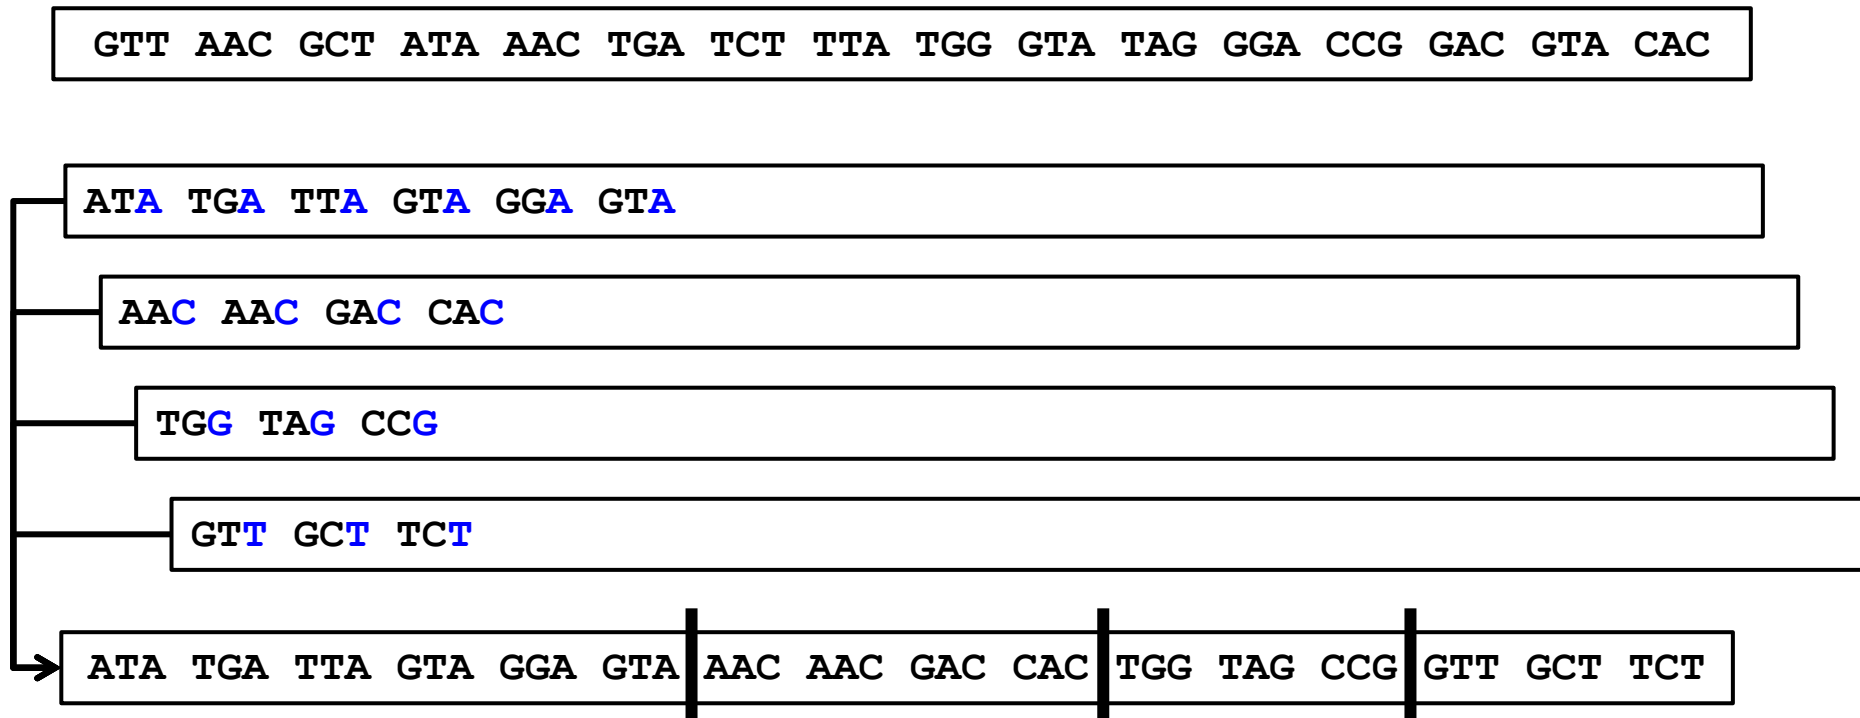 GTT AAC GCT ATA AAC TGA TCT TTA TGG GTA TAG GGA CCG GAC GTA CAC
ATA TGA TTA GTA GGA GTA
AAC AAC GAC CAC
TGG TAG CCG
GTT GCT TCT
ATA TGA TTA GTA GGA GTA AAC AAC GAC CAC TGG TAG CCG GTT GCT TCT